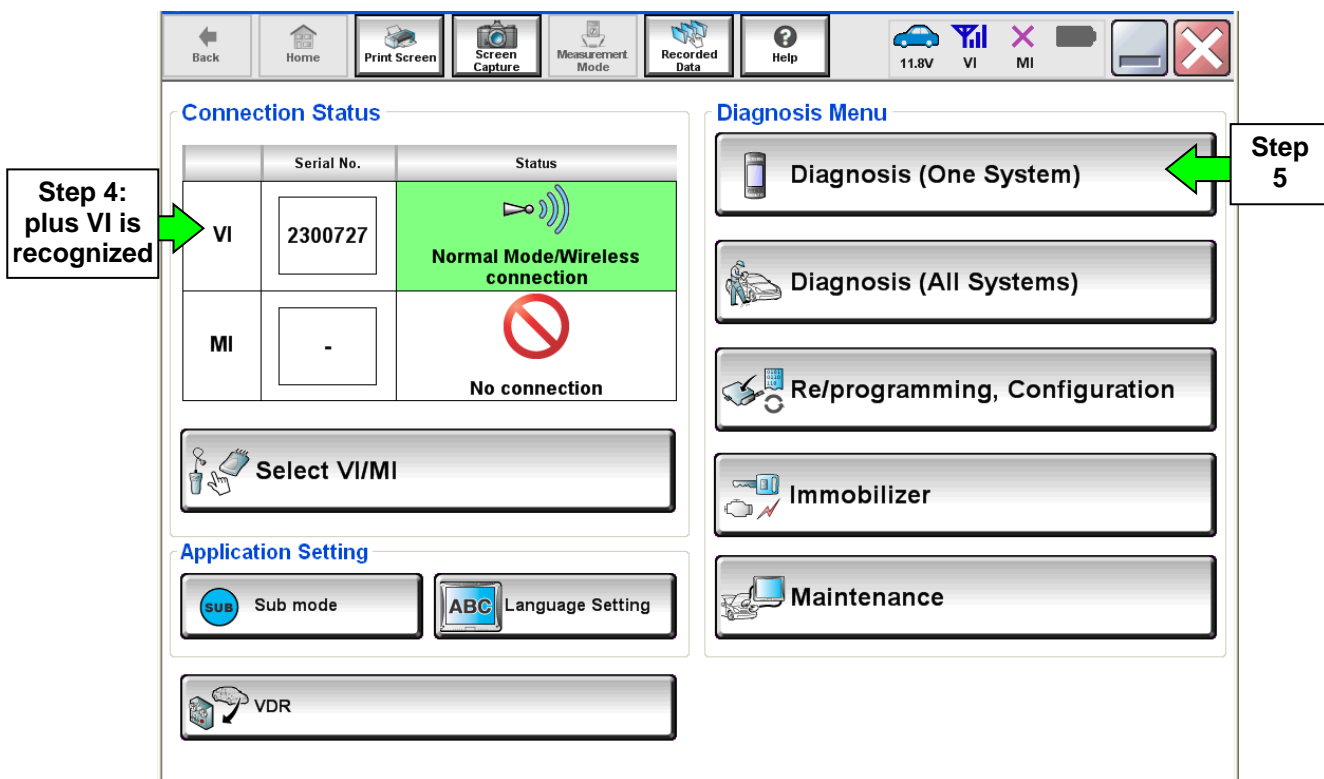 Back
Home
Print Screen
Screen
Capture
Measurement
Mode
Recorded
Data
Help
11.8V
VI
MI
Connection Status
Serial No.
Status
Step 4:
plus VI is
recognized
VI
2300727
Normal Mode/Wireless
connection
MI
-
No connection
Select VI/MI
Application Setting
SUB
Sub mode
ABC
Language Setting
VDR
Diagnosis Menu
Diagnosis (One System)
Step
5
Diagnosis (All Systems)
Re/programming, Configuration
Immobilizer
Maintenance